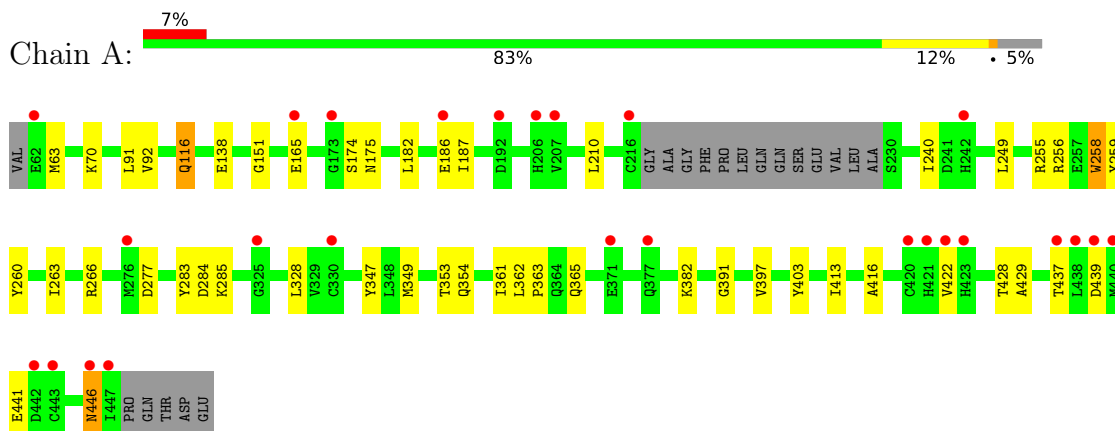 7%
Chain A:
83% 12% • 5%
VAL E62 M63 K70 L91 V92 Q116 E138 G151 E165 G173 S174 N175 L182 E186 I187 D192 H206 V207 L210 C216 GLY ALA GLY PHE PRO LEU GLN GLN SER GLU VAL LEU ALA S230 I240 D241 H242 L249 R255 R256 E257 W258 Y259
Y260 I263 R266 M276 D277 Y283 D284 K285 G325 L328 V329 C330 Y347 L348 M349 T353 Q354 I361 L362 P363 Q364 Q365 E371 Q377 K382 G391 V397 Y403 I413 A416 C420 H421 V422 H423 T428 A429 T437 L438 D439 M440
E441 D442 C443 N446 I447 PRO GLN THR ASP GLU